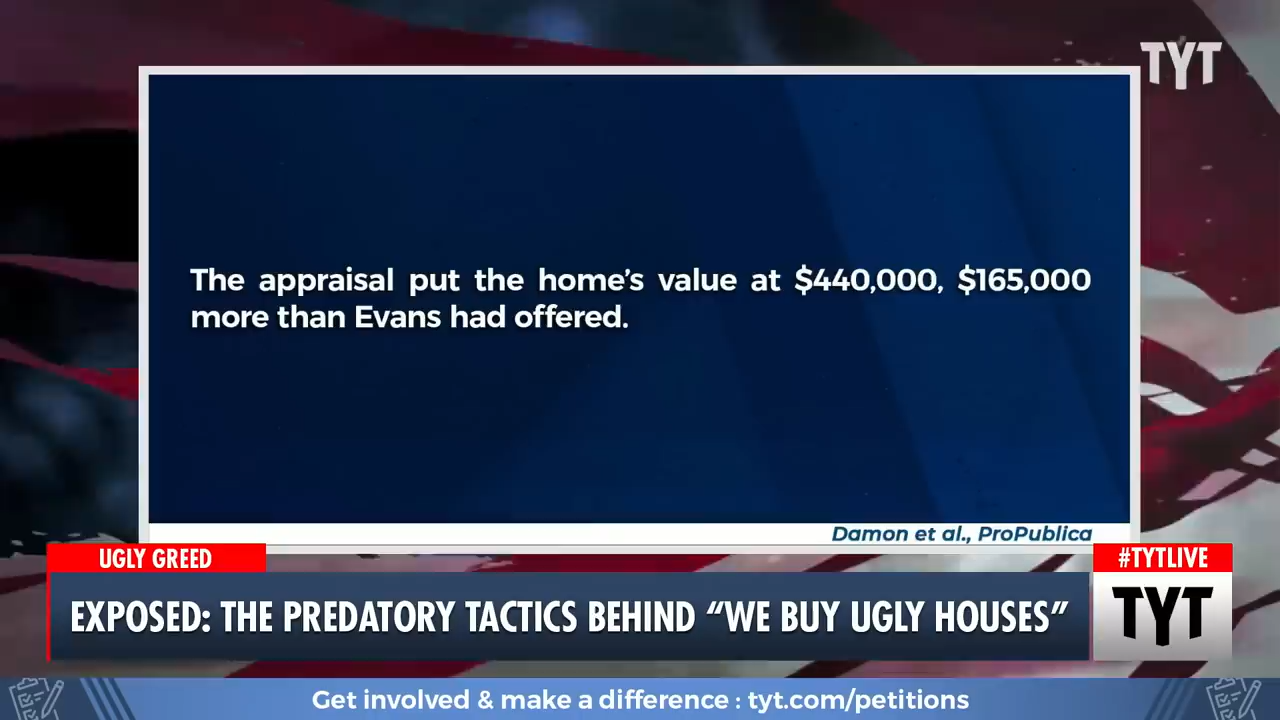 TYT
The appraisal put the home’s value at $440,000, $165,000
more than Evans had offered.
Damon et al., ProPublica
UGLY GREED
#TYTLIVE
EXPOSED: THE PREDATORY TACTICS BEHIND “WE BUY UGLY HOUSES”
TYT
Get involved & make a difference : tyt.com/petitions